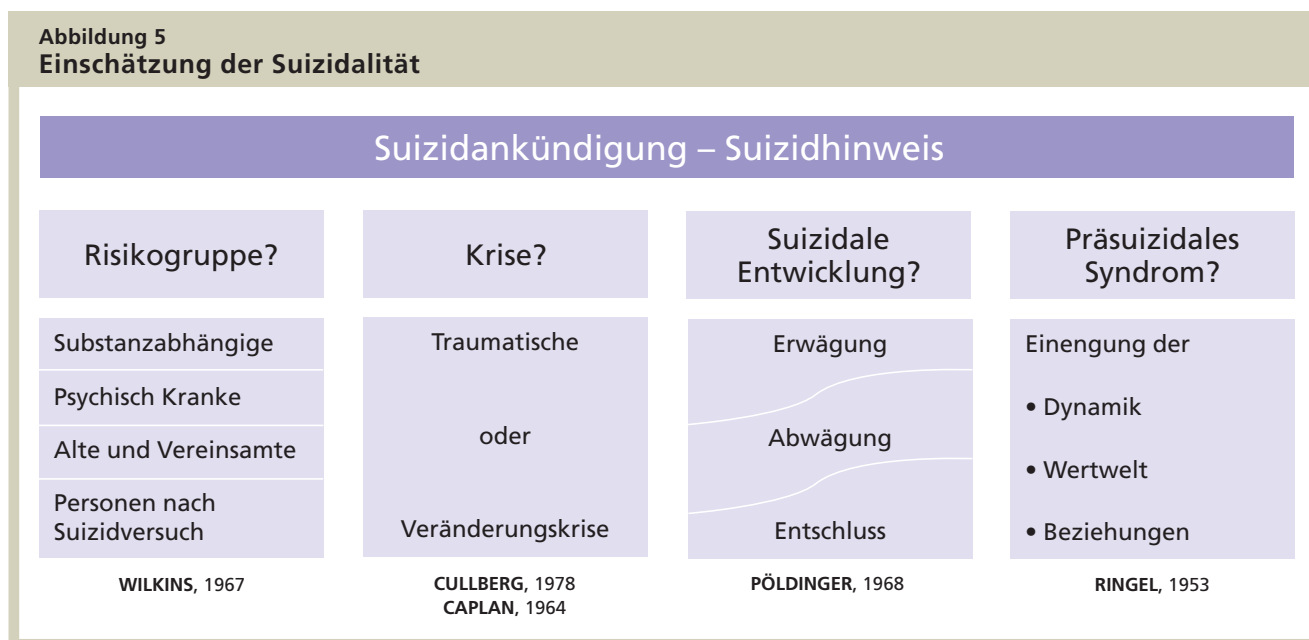 Abbildung 5
Einschätzung der Suizidalität
Suizidankündigung – Suizidhinweis
Risikogruppe?
Substanzabhängige
Psychisch Kranke
Alte und Vereinsamte
Personen nach
Suizidversuch
WILKINS, 1967
Krise?
Traumatische
oder
Veränderungskrise
CULLBERG, 1978
CAPLAN, 1964
Suizidale
Entwicklung?
Erwägung
Abwägung
Entschluss
PÖLDINGER, 1968
Präsuizidales
Syndrom?
Einengung der
• Dynamik
• Wertwelt
• Beziehungen
RINGEL, 1953